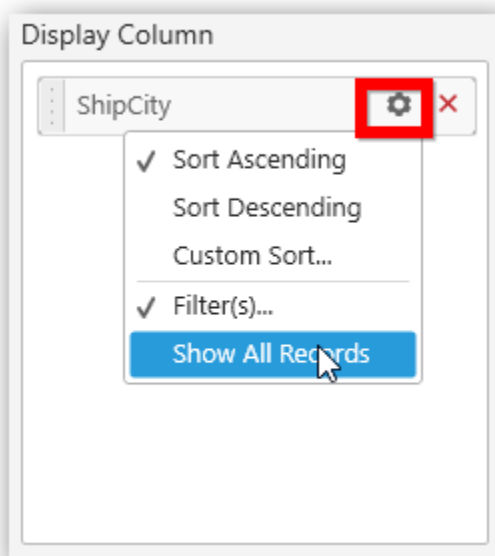 Display Column
ShipCity
Sort Ascending
Sort Descending
Custom Sort...
Filter(s)...
Show All Records